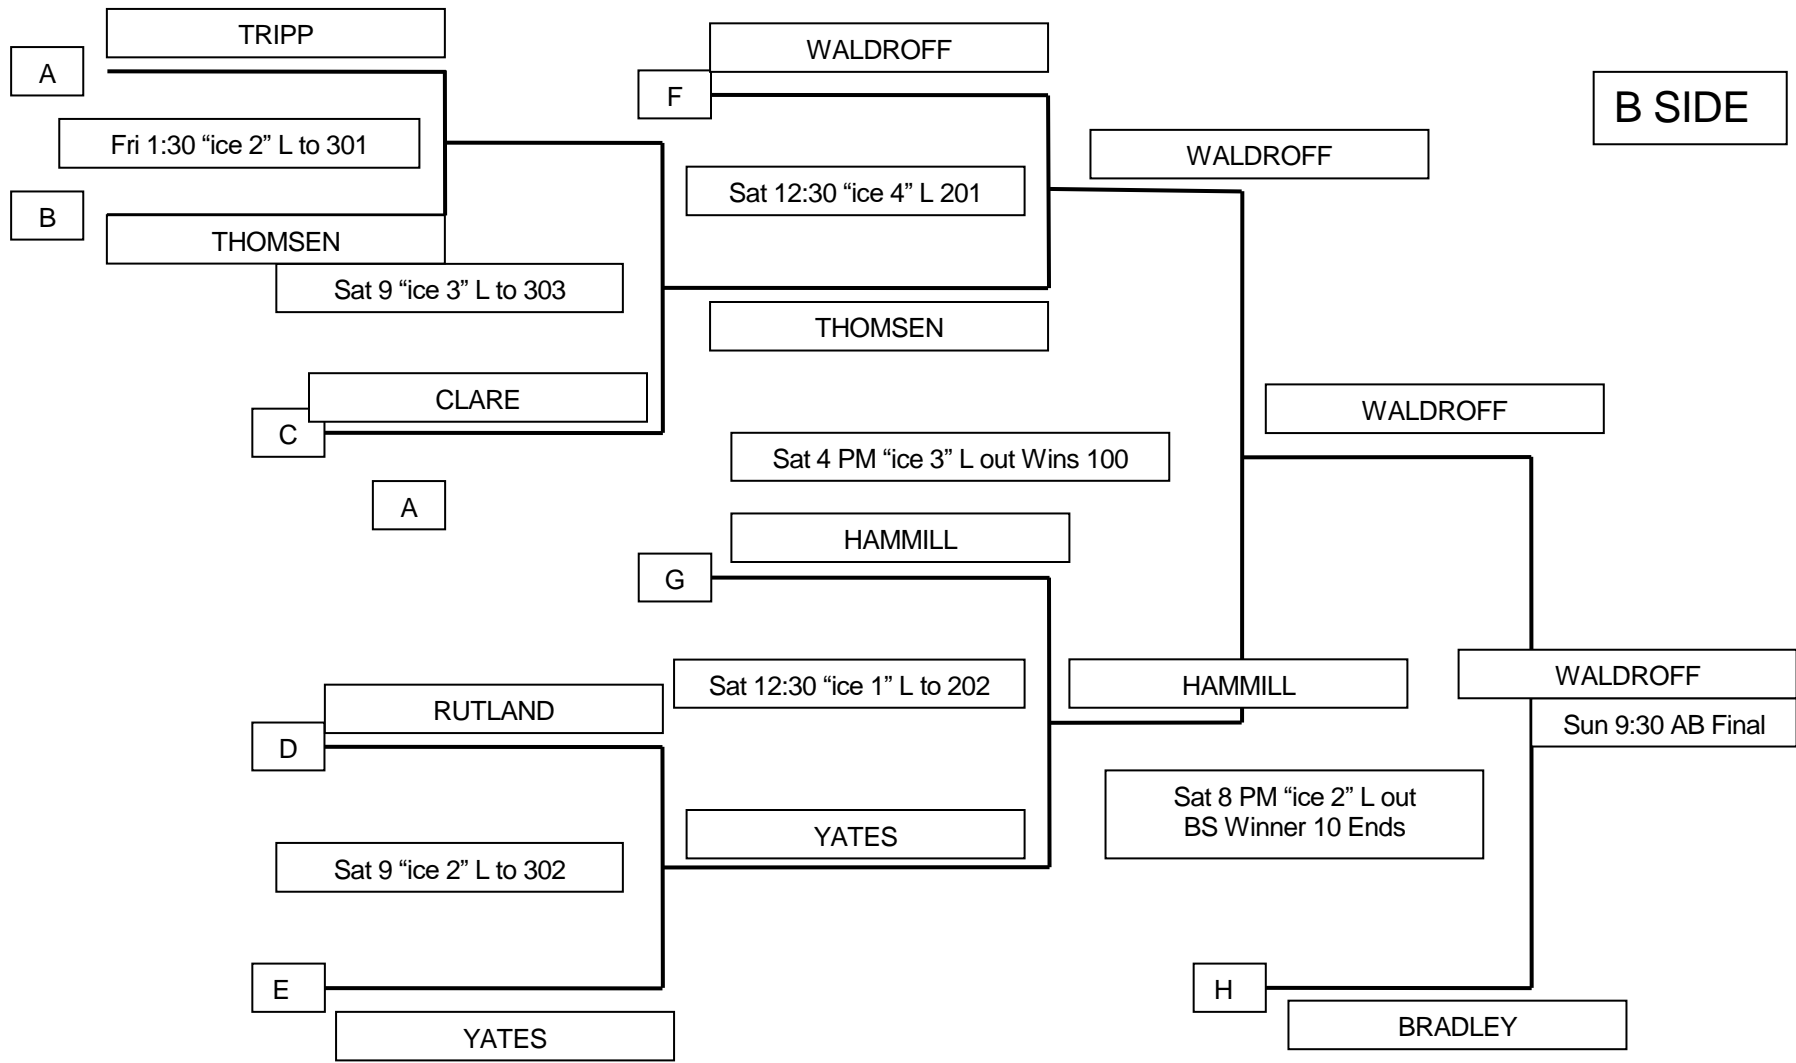 TRIPP
A
WALDROFF
F
B SIDE
Fri 1:30 “ice 2” L to 301
WALDROFF
Sat 12:30 “ice 4” L 201
B
THOMSEN
Sat 9 “ice 3” L to 303
THOMSEN
CLARE
C
WALDROFF
Sat 4 PM “ice 3” L out Wins 100
A
HAMMILL
G
Sat 12:30 “ice 1” L to 202
HAMMILL
WALDROFF
RUTLAND
D
Sun 9:30 AB Final
Sat 8 PM “ice 2” L out
BS Winner 10 Ends
YATES
Sat 9 “ice 2” L to 302
E
H
YATES
BRADLEY